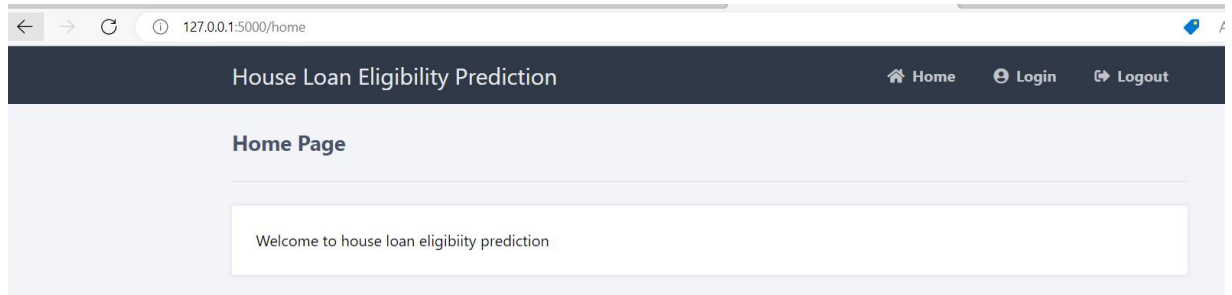 127.0.0.1:5000/home
House Loan Eligibility Prediction Home Login Logout
Home Page
Welcome to house loan eligibiity prediction